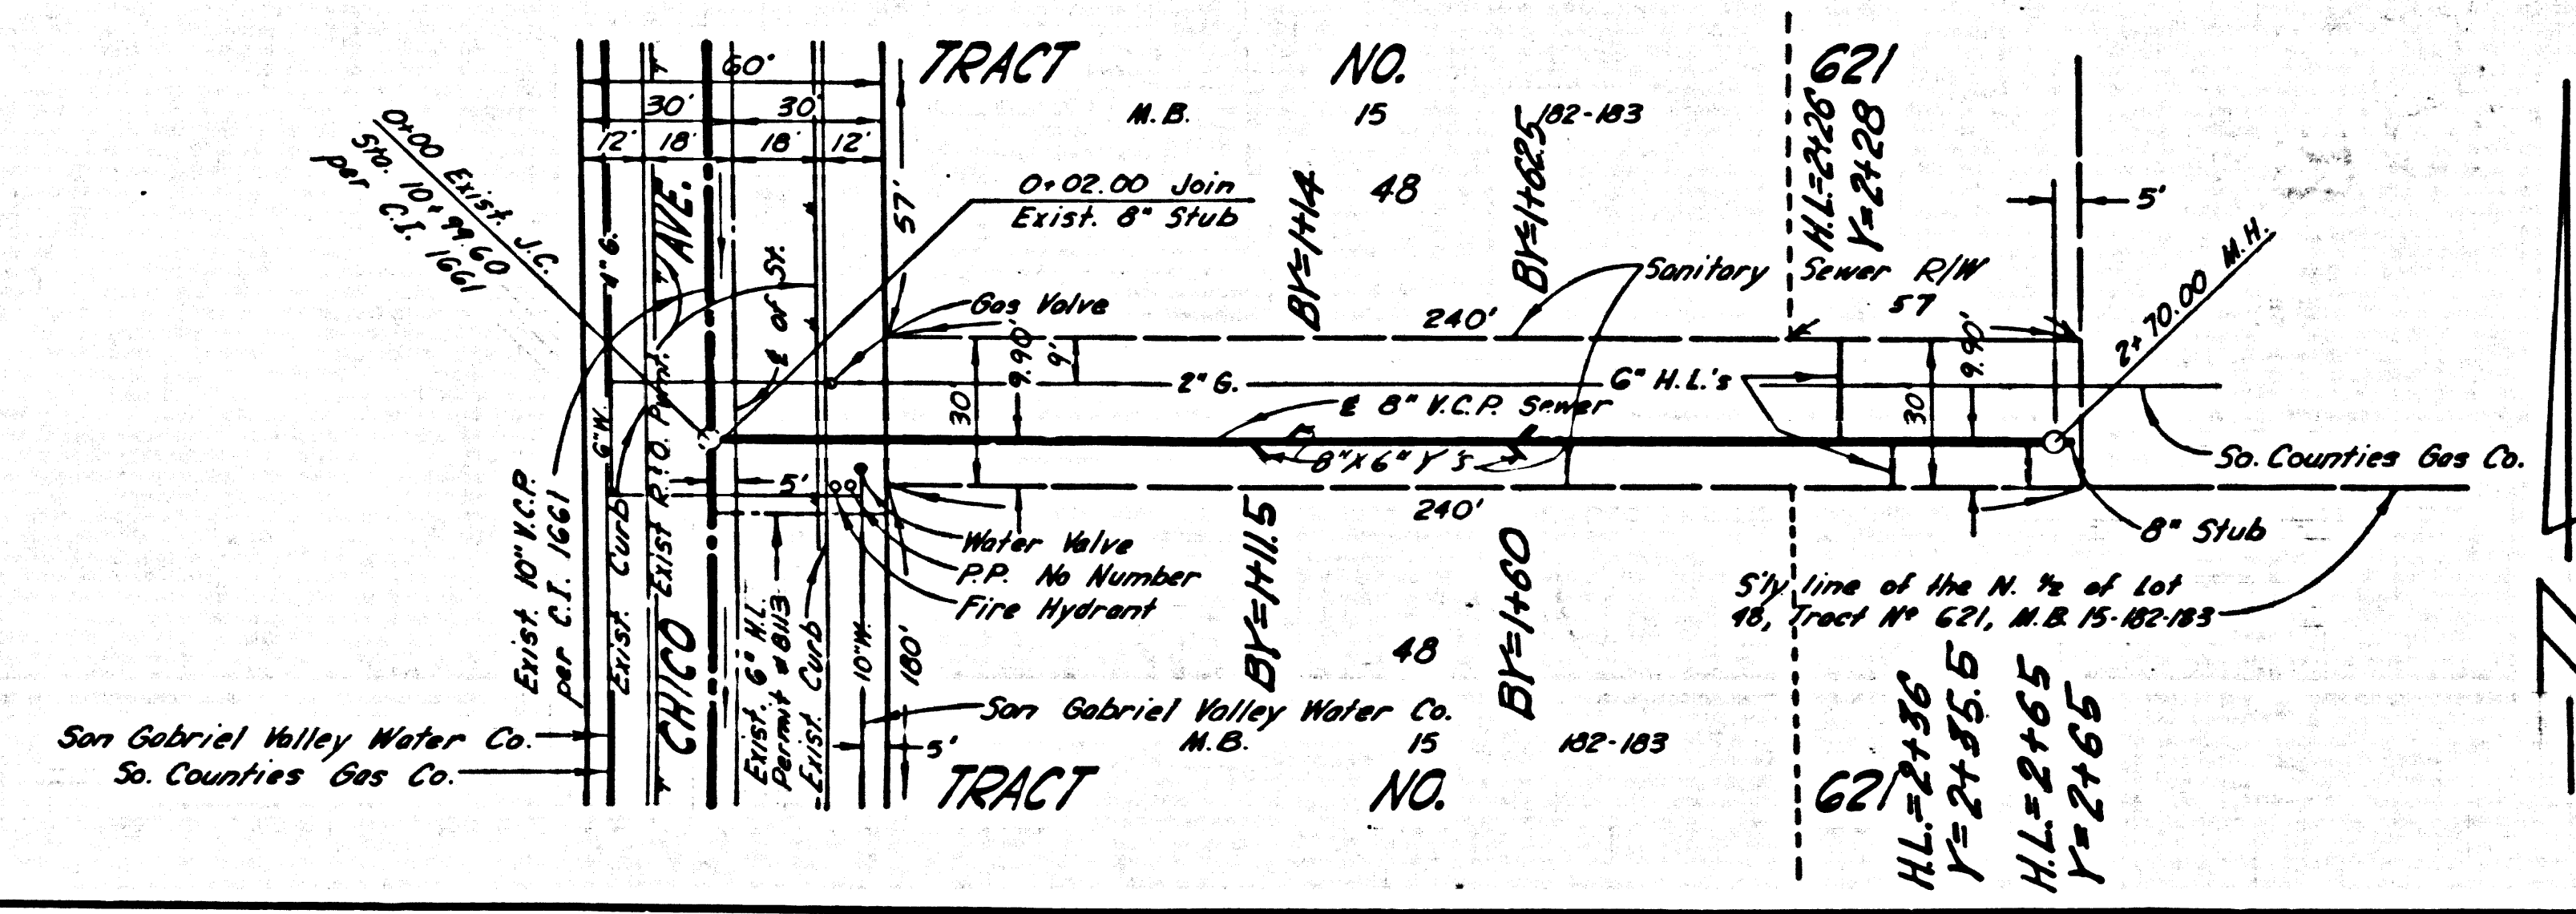 TRACT NO. 621
M.B. 15 182-183
60'
30' 30'
12' 18' 18' 12'
0+00 Exist. J.C.
Sta. 10+99.60
per C.I. 1661
0+02.00 Join
Exist. 8" Stub
48
BY=1+14
BY=1+62.5
H.L.=2+26
Y=2+28
5'
2+70.00 M.H.
57'
4" G.
AVE.
℄ of St.
Gas Valve
Sanitary Sewer R/W
57
240'
9.90'
9'
30'
2" G.
6" H.L.'s
9.90'
30'
℄ 8" V.C.P. Sewer
8" X 6" Y's
So. Counties Gas Co.
6" W.
Exist. 10" V.C.P.
per C.I. 1661
Exist. Curb
Exist. R. & O. Pvmt.
CHICO
5'
240'
8" Stub
Water Valve
P.P. No Number
Fire Hydrant
Exist. 6" H.L.
Permit # 8113
Exist. Curb
10" W.
180'
BY=1+11.5
BY=1+60
S'ly line of the N. ½ of Lot
48, Tract Nº 621, M.B. 15-182-183
48
San Gabriel Valley Water Co.
San Gabriel Valley Water Co.
So. Counties Gas Co.
5'
M.B. 15 182-183
TRACT NO. 621
H.L.=2+36
Y=2+35.5
H.L.=2+65
Y=2+65